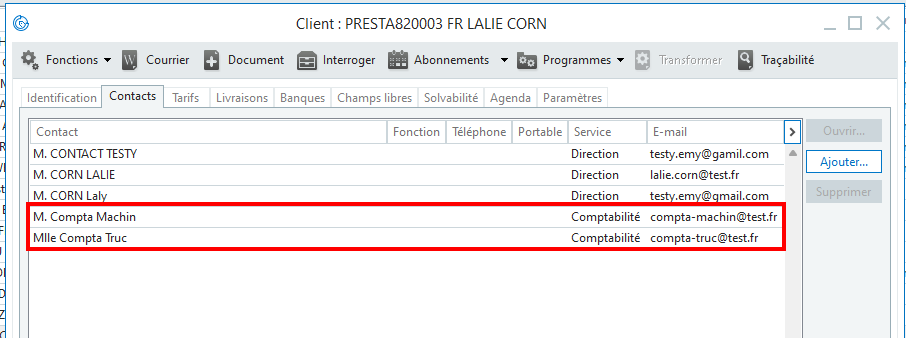 Client : PRESTA820003 FR LALIE CORN
Fonctions Courrier Document Interroger Abonnements Programmes Transformer Traçabilité
Identification Contacts Tarifs Livraisons Banques Champs libres Solvabilité Agenda Paramètres
Contact Fonction Téléphone Portable Service E-mail Ouvrir...
M. CONTACT TESTY Direction testy.emy@gamil.com Ajouter...
M. CORN LALIE Direction lalie.corn@test.fr Supprimer
M. CORN Laly Direction testy.emy@gmail.com
M. Compta Machin Comptabilité compta-machin@test.fr
Mlle Compta Truc Comptabilité compta-truc@test.fr